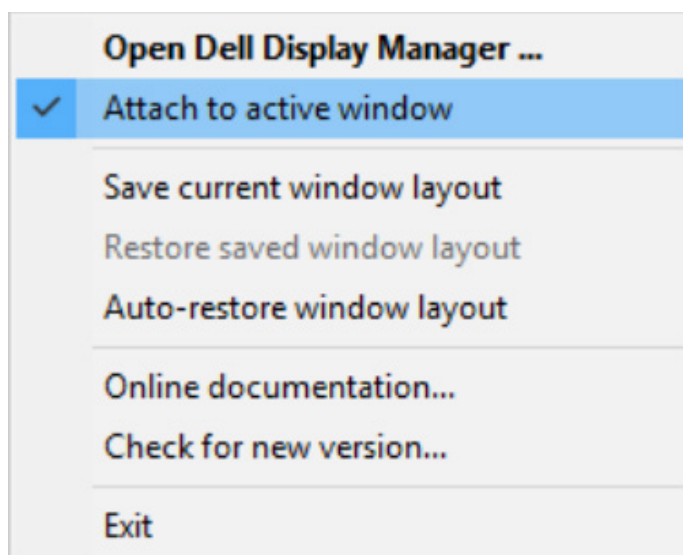 Open Dell Display Manager ...
Attach to active window
Save current window layout
Restore saved window layout
Auto-restore window layout
Online documentation...
Check for new version...
Exit